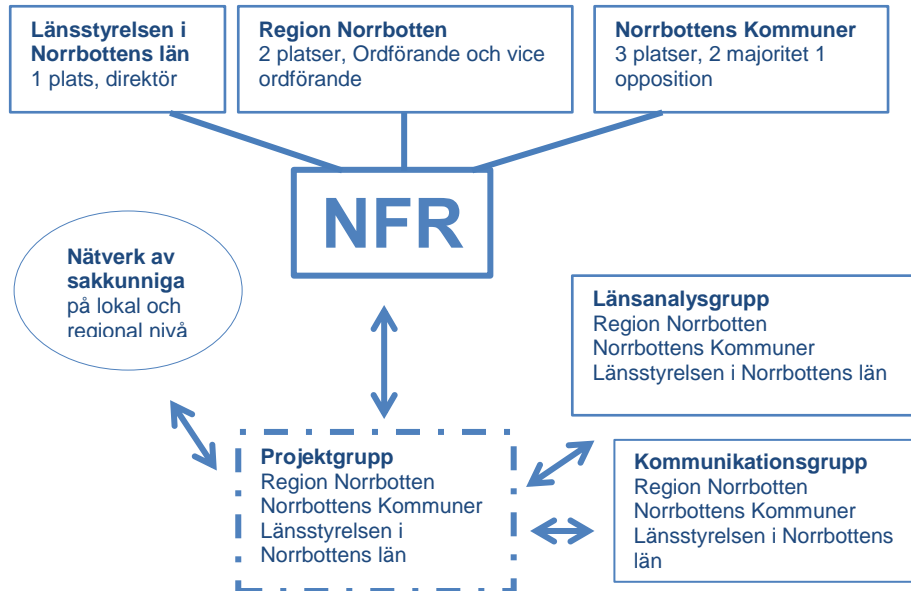 Länsstyrelsen i
Norrbottens län
1 plats, direktör
Region Norrbotten
2 platser, Ordförande och vice
ordförande
Norrbottens Kommuner
3 platser, 2 majoritet 1
opposition
NFR
Nätverk av
sakkunniga
på lokal och
regional nivå
Länsanalysgrupp
Region Norrbotten
Norrbottens Kommuner
Länsstyrelsen i Norrbottens län
Projektgrupp
Region Norrbotten
Norrbottens Kommuner
Länsstyrelsen i
Norrbottens län
Kommunikationsgrupp
Region Norrbotten
Norrbottens Kommuner
Länsstyrelsen i Norrbottens
län